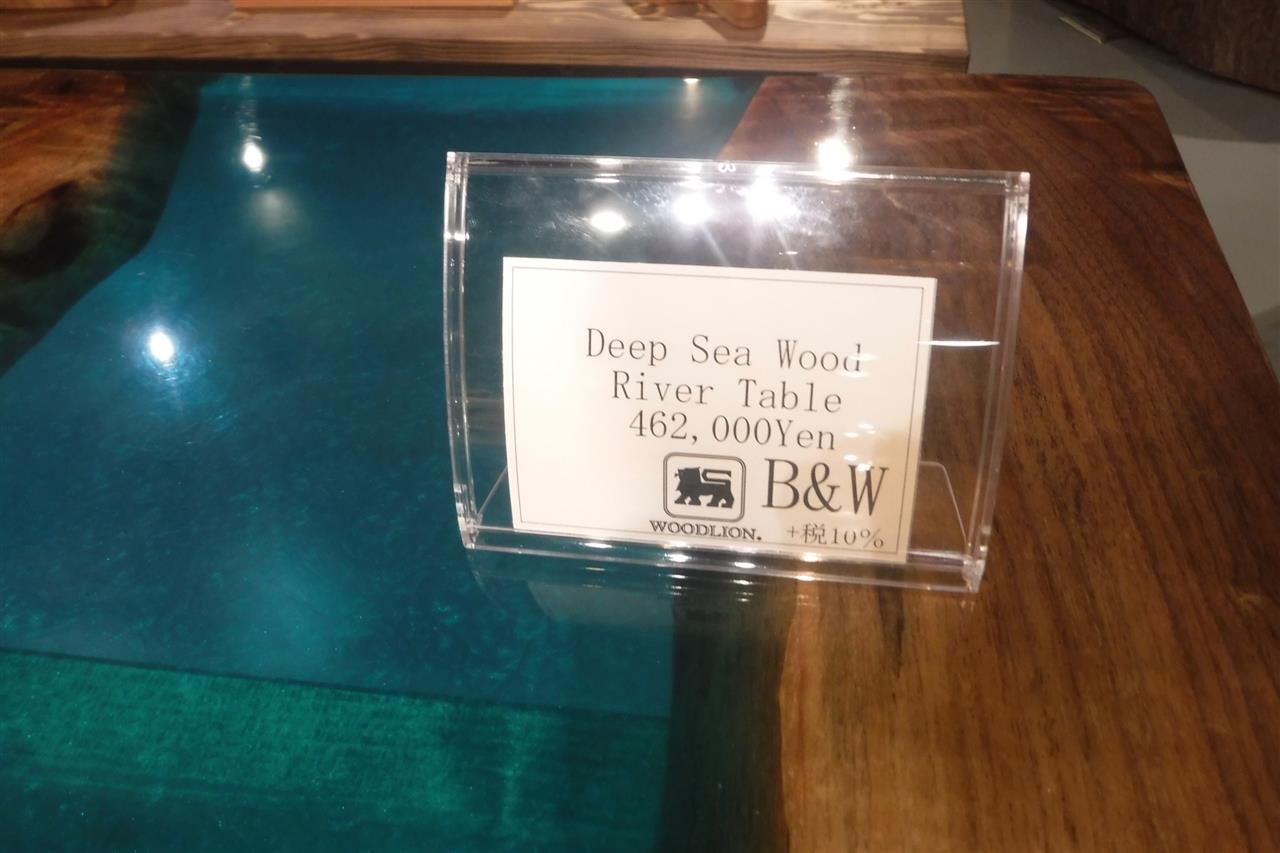 Deep Sea Wood
River Table
462,000Yen
B&W
WOODLION. +税10%